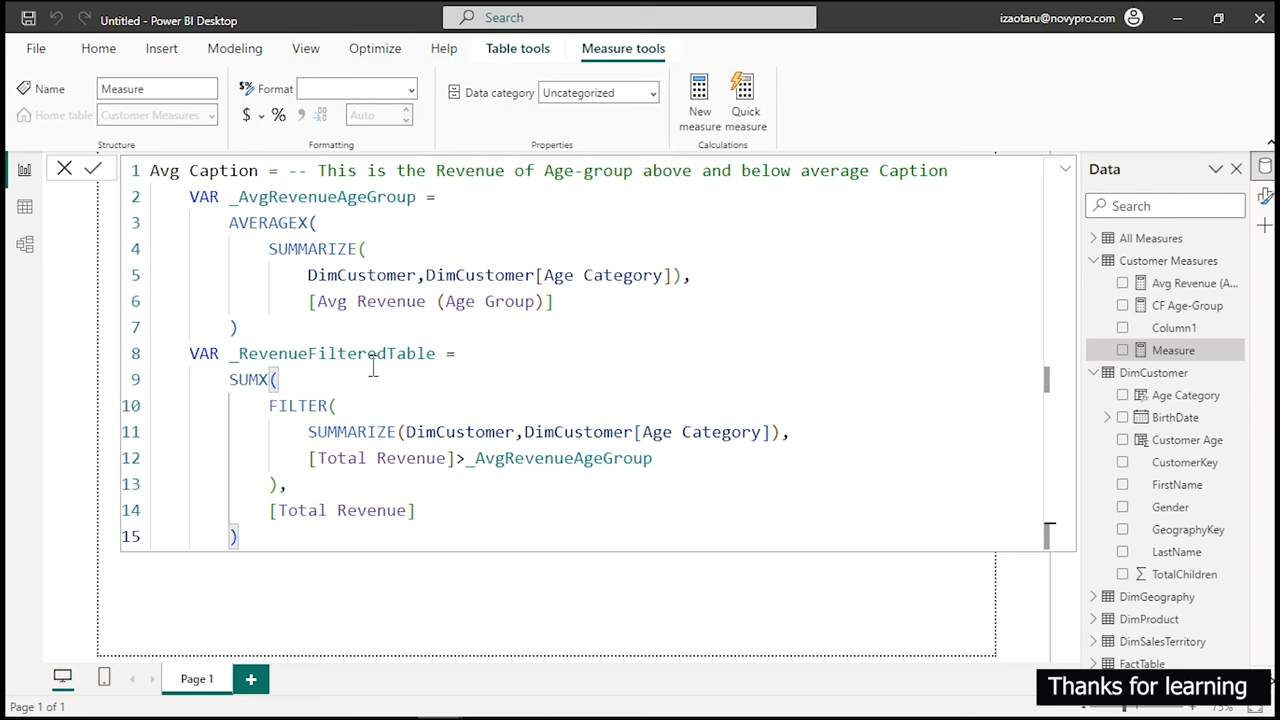 Untitled - Power BI Desktop
Search
izaotaru@novypro.com
File Home Insert Modeling View Optimize Help Table tools Measure tools
Name Measure
Home table Customer Measures
Structure
$% Format
$ % Auto
Formatting
Data category Uncategorized
Properties
New measure
Quick measure
Calculations
1 Avg Caption = -- This is the Revenue of Age-group above and below average Caption
2 VAR _AvgRevenueAgeGroup =
3 AVERAGEX(
4 SUMMARIZE(
5 DimCustomer,DimCustomer[Age Category]),
6 [Avg Revenue (Age Group)]
7 )
8 VAR _RevenueFilteredTable =
9 SUMX(
10 FILTER(
11 SUMMARIZE(DimCustomer,DimCustomer[Age Category]),
12 [Total Revenue]>_AvgRevenueAgeGroup
13 ),
14 [Total Revenue]
15 )
Data
Search
All Measures
Customer Measures
Avg Revenue (A...
CF Age-Group
Column1
Measure
DimCustomer
Age Category
BirthDate
Customer Age
CustomerKey
FirstName
Gender
GeographyKey
LastName
TotalChildren
DimGeography
DimProduct
DimSalesTerritory
FactTable
Page 1
Page 1 of 1
Thanks for learning
75%